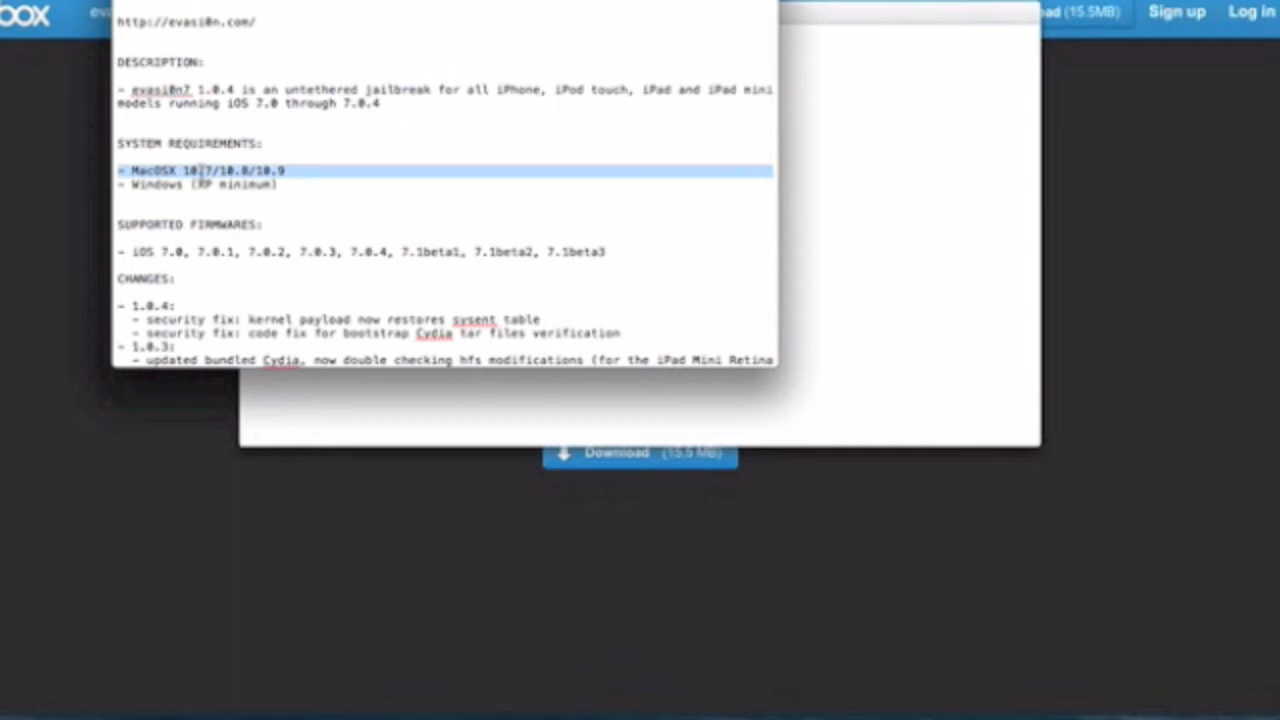 box
(15.5MB)
Sign up
Log in
http://evasi0n.com/
DESCRIPTION:
- evasi0n7 1.0.4 is an untethered jailbreak for all iPhone, iPod touch, iPad and iPad mini
models running iOS 7.0 through 7.0.4
SYSTEM REQUIREMENTS:
- MacOSX 10.7/10.8/10.9
- Windows (XP minimum)
SUPPORTED FIRMWARES:
- iOS 7.0, 7.0.1, 7.0.2, 7.0.3, 7.0.4, 7.1beta1, 7.1beta2, 7.1beta3
CHANGES:
- 1.0.4:
- security fix: kernel payload now restores sysent table
- security fix: code fix for bootstrap Cydia tar files verification
- 1.0.3:
- updated bundled Cydia, now double checking hfs modifications (for the iPad Mini Retina
Download (15.5 MB)